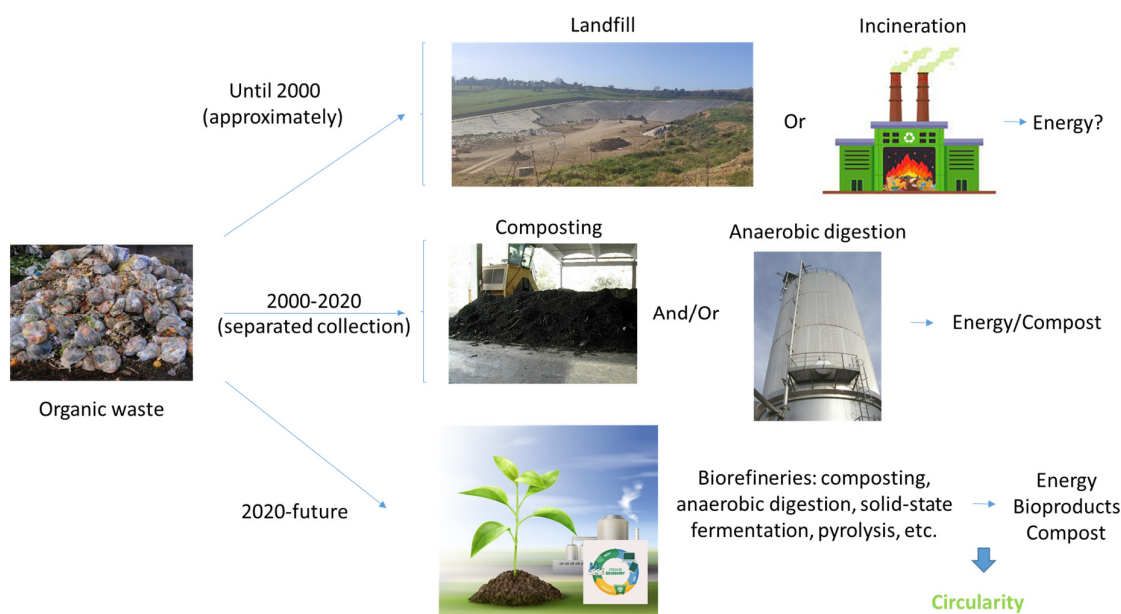 Landfill
Incineration
Until 2000
(approximately)
Or
Energy?
Composting
Anaerobic digestion
2000-2020
(separated collection)
And/Or
Energy/Compost
Organic waste
2020-future
Biorefineries: composting,
anaerobic digestion, solid-state
fermentation, pyrolysis, etc.
Energy
Bioproducts
Compost
ECONOMY
Circularity